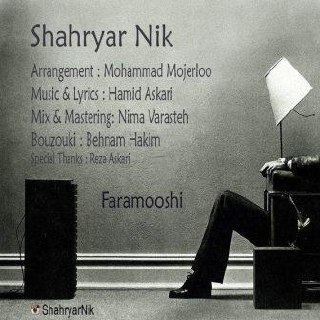 Shahryar Nik
Arrangement : Mohammad Mojerloo
Music & Lyrics : Hamid Askari
Mix & Mastering: Nima Varasteh
Bouzouki : Behnam Hakim
Special Thanks : Reza Askari
Faramooshi
ShahryarNik